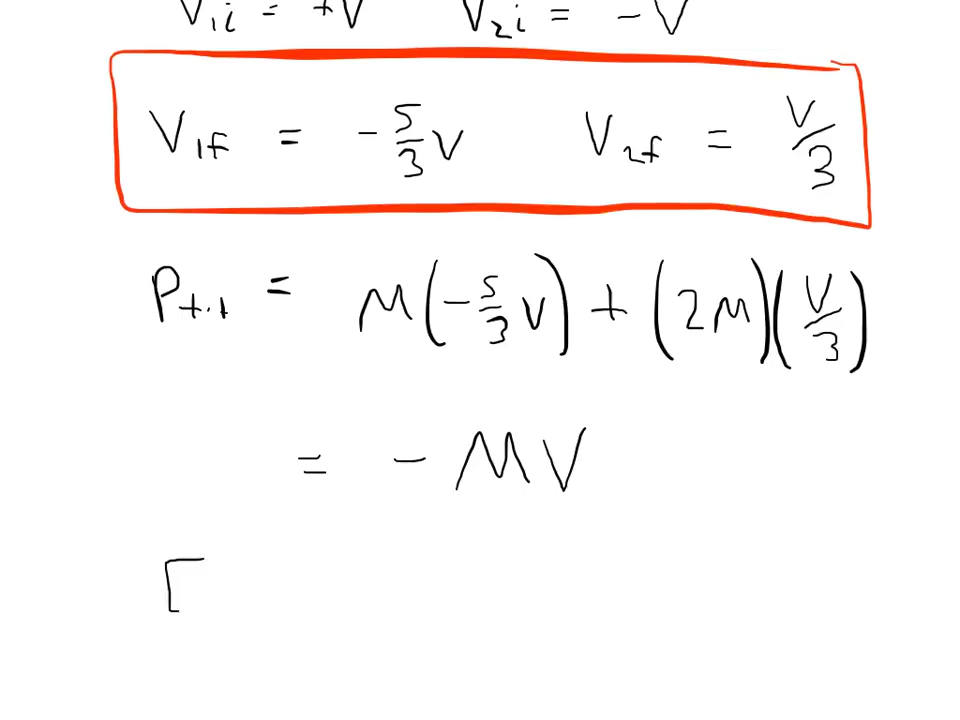 V1i = +V V2i = -V
V1f = -5/3 V V2f = V/3
Ptot = M(-5/3 V) + (2M)(V/3)
= -MV